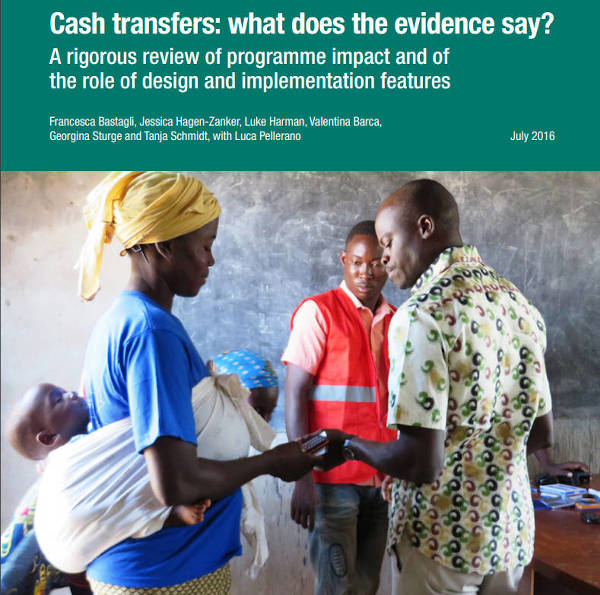 Cash transfers: what does the evidence say?
A rigorous review of programme impact and of
the role of design and implementation features
Francesca Bastagli, Jessica Hagen-Zanker, Luke Harman, Valentina Barca,
Georgina Sturge and Tanja Schmidt, with Luca Pellerano
July 2016